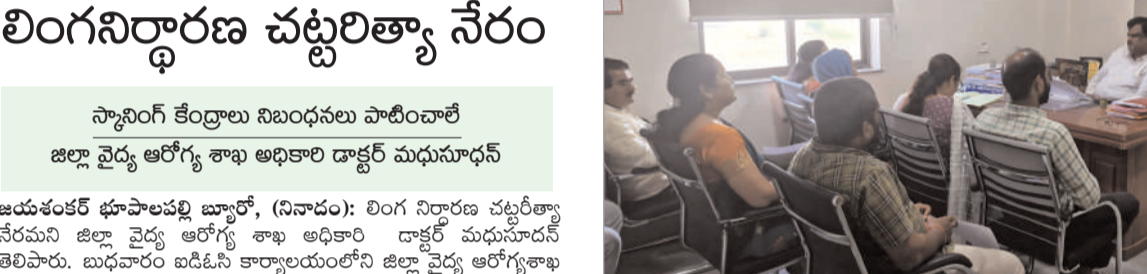 లింగనిర్ధారణ చట్టరిత్యా నేరం
స్కానింగ్ కేంద్రాలు నిబంధనలు పాటించాలే
జిల్లా వైద్య ఆరోగ్య శాఖ అధికారి డాక్టర్ మధుసూధన్
జయశంకర్ భూపాలపల్లి బ్యూరో, (నినాదం): లింగ నిర్ధారణ చట్టరీత్యా
నేరమని జిల్లా వైద్య ఆరోగ్య శాఖ అధికారి డాక్టర్ మధుసూదన్
తెలిపారు. బుధవారం ఐడిఓసి కార్యాలయంలోని జిల్లా వైద్య ఆరోగ్యశాఖ